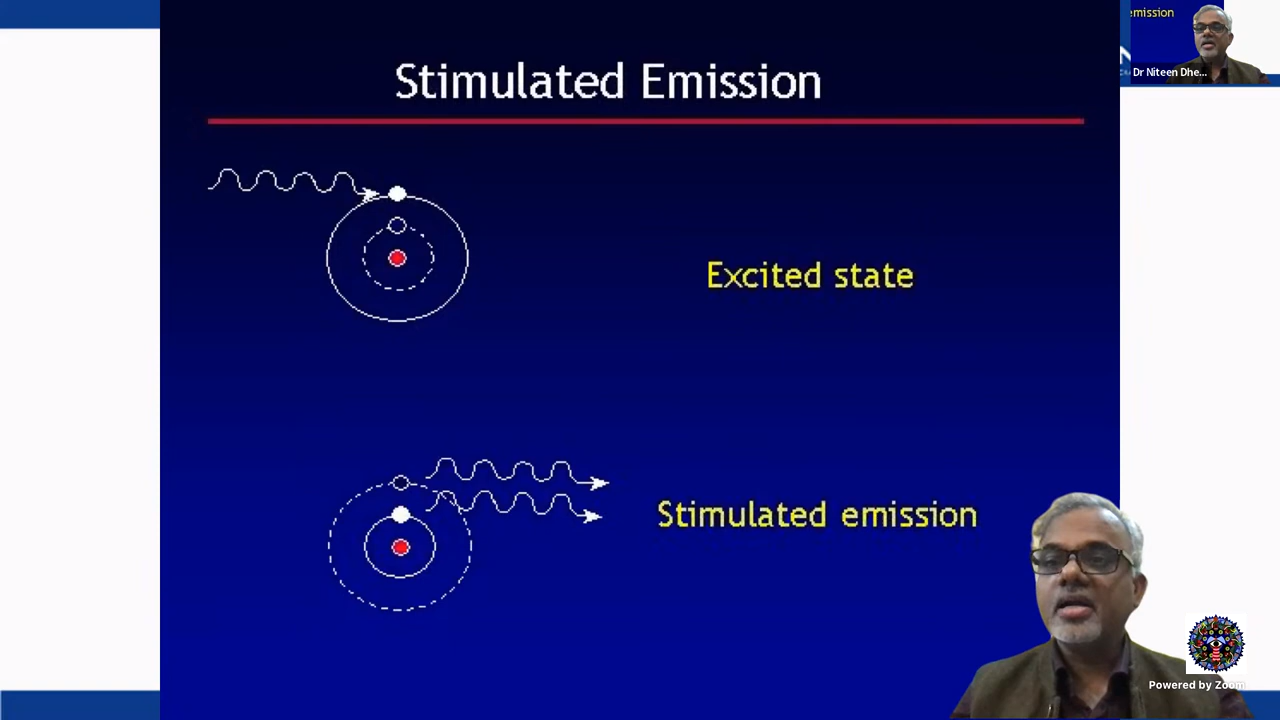 Stimulated Emission
Excited state
Stimulated emission
emission
Dr Niteen Dhe...
Powered by Zoom